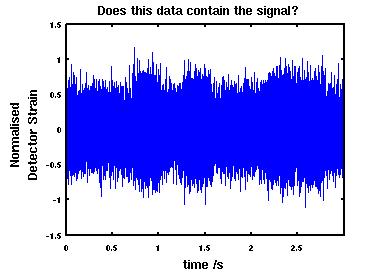 Does this data contain the signal?
1.5
1
0.5
0
-0.5
-1
-1.5
Normalised
Detector Strain
0 0.5 1 1.5 2 2.5
time /s